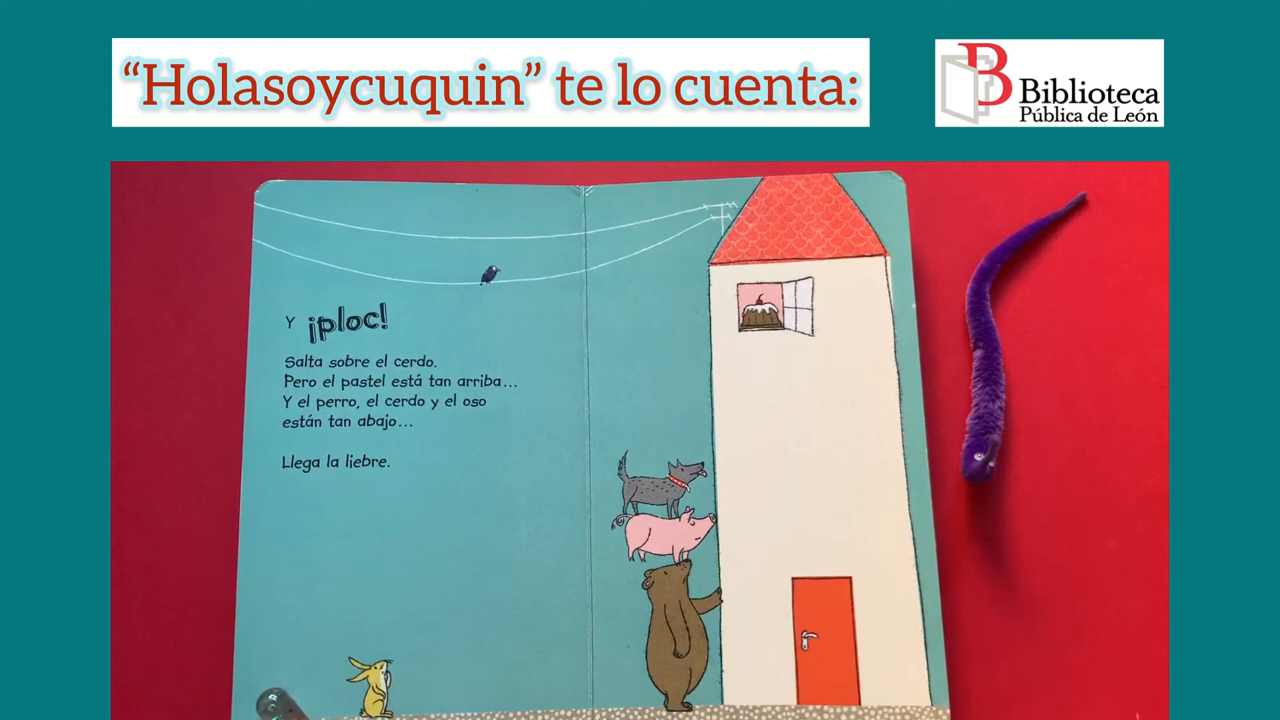 “Holasoycuquin” te lo cuenta:
B
Biblioteca
Pública de León
Y ¡ploc!
Salta sobre el cerdo.
Pero el pastel está tan arriba...
Y el perro, el cerdo y el oso
están tan abajo...
Llega la liebre.